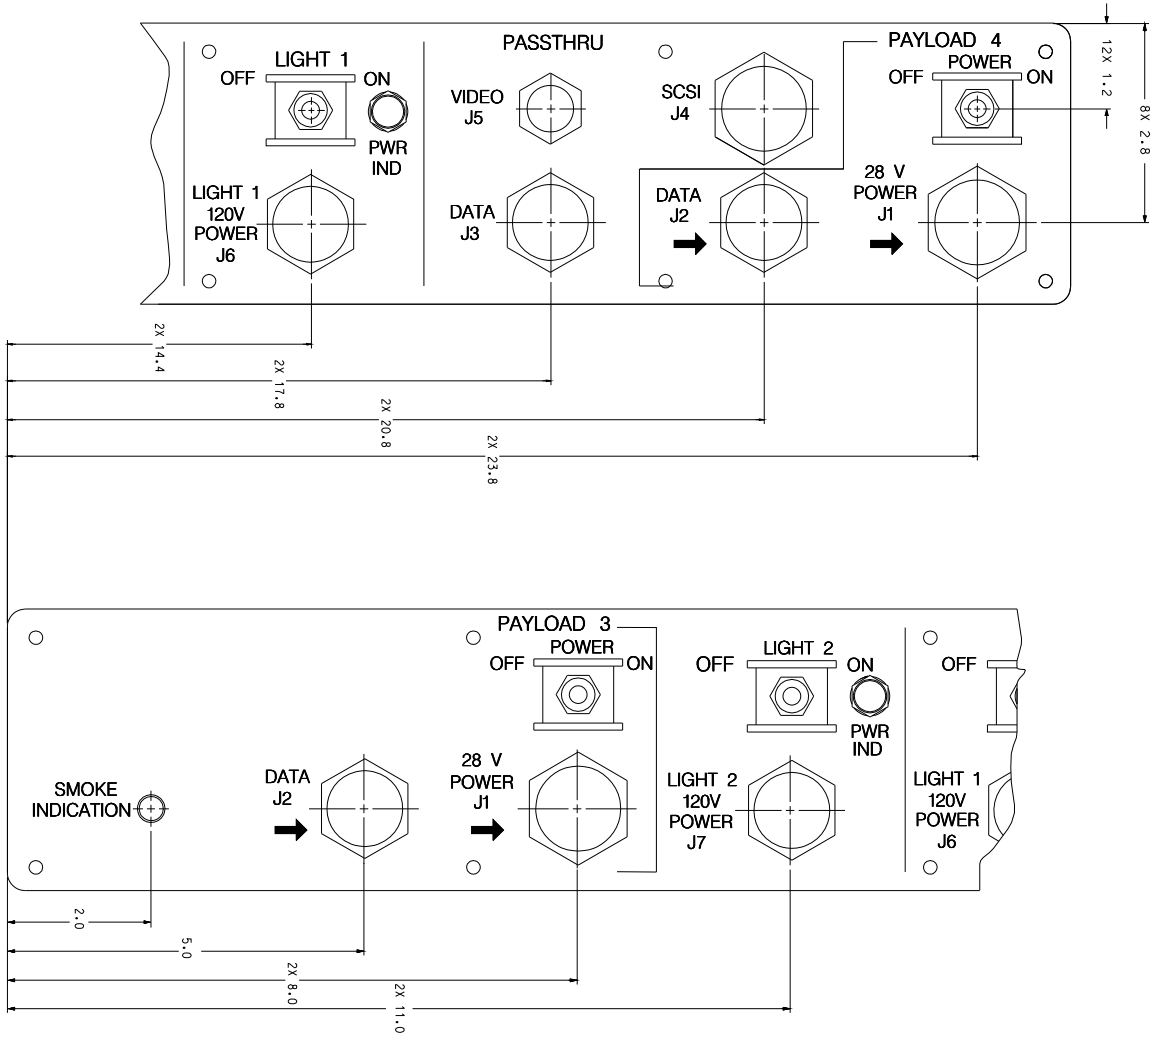 PASSTHRU
PAYLOAD 4
LIGHT 1
POWER
OFF
ON
OFF
ON
VIDEO
J5
SCSI
J4
PWR
IND
12X 1.2
8X 2.8
LIGHT 1
120V
POWER
J6
DATA
J3
DATA
J2
28 V
POWER
J1
2X 14.4
2X 17.8
2X 20.8
2X 23.8
PAYLOAD 3
POWER
OFF
ON
LIGHT 2
OFF
ON
OFF
PWR
IND
SMOKE
INDICATION
DATA
J2
28 V
POWER
J1
LIGHT 2
120V
POWER
J7
LIGHT 1
120V
POWER
J6
2.0
5.0
2X 8.0
2X 11.0